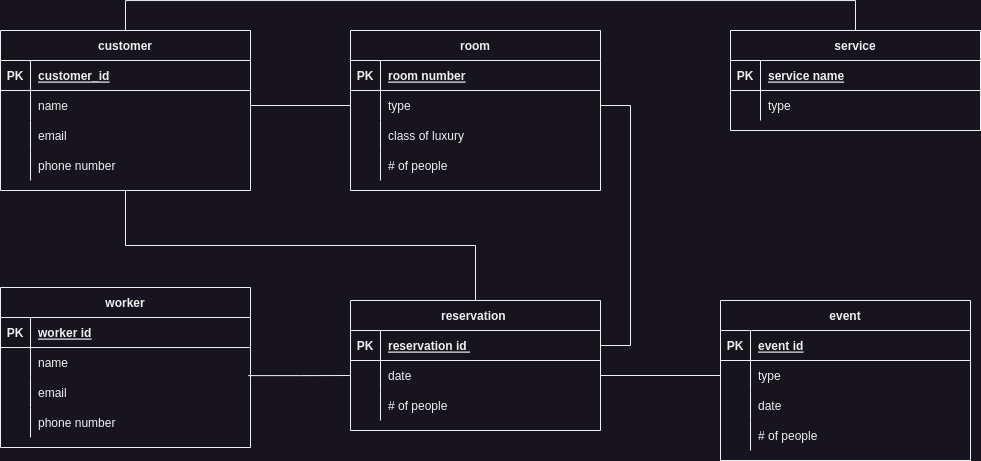 customer
PK customer_id
name
email
phone number
room
PK room number
type
class of luxury
# of people
service
PK service name
type
worker
PK worker id
name
email
phone number
reservation
PK reservation id
date
# of people
event
PK event id
type
date
# of people